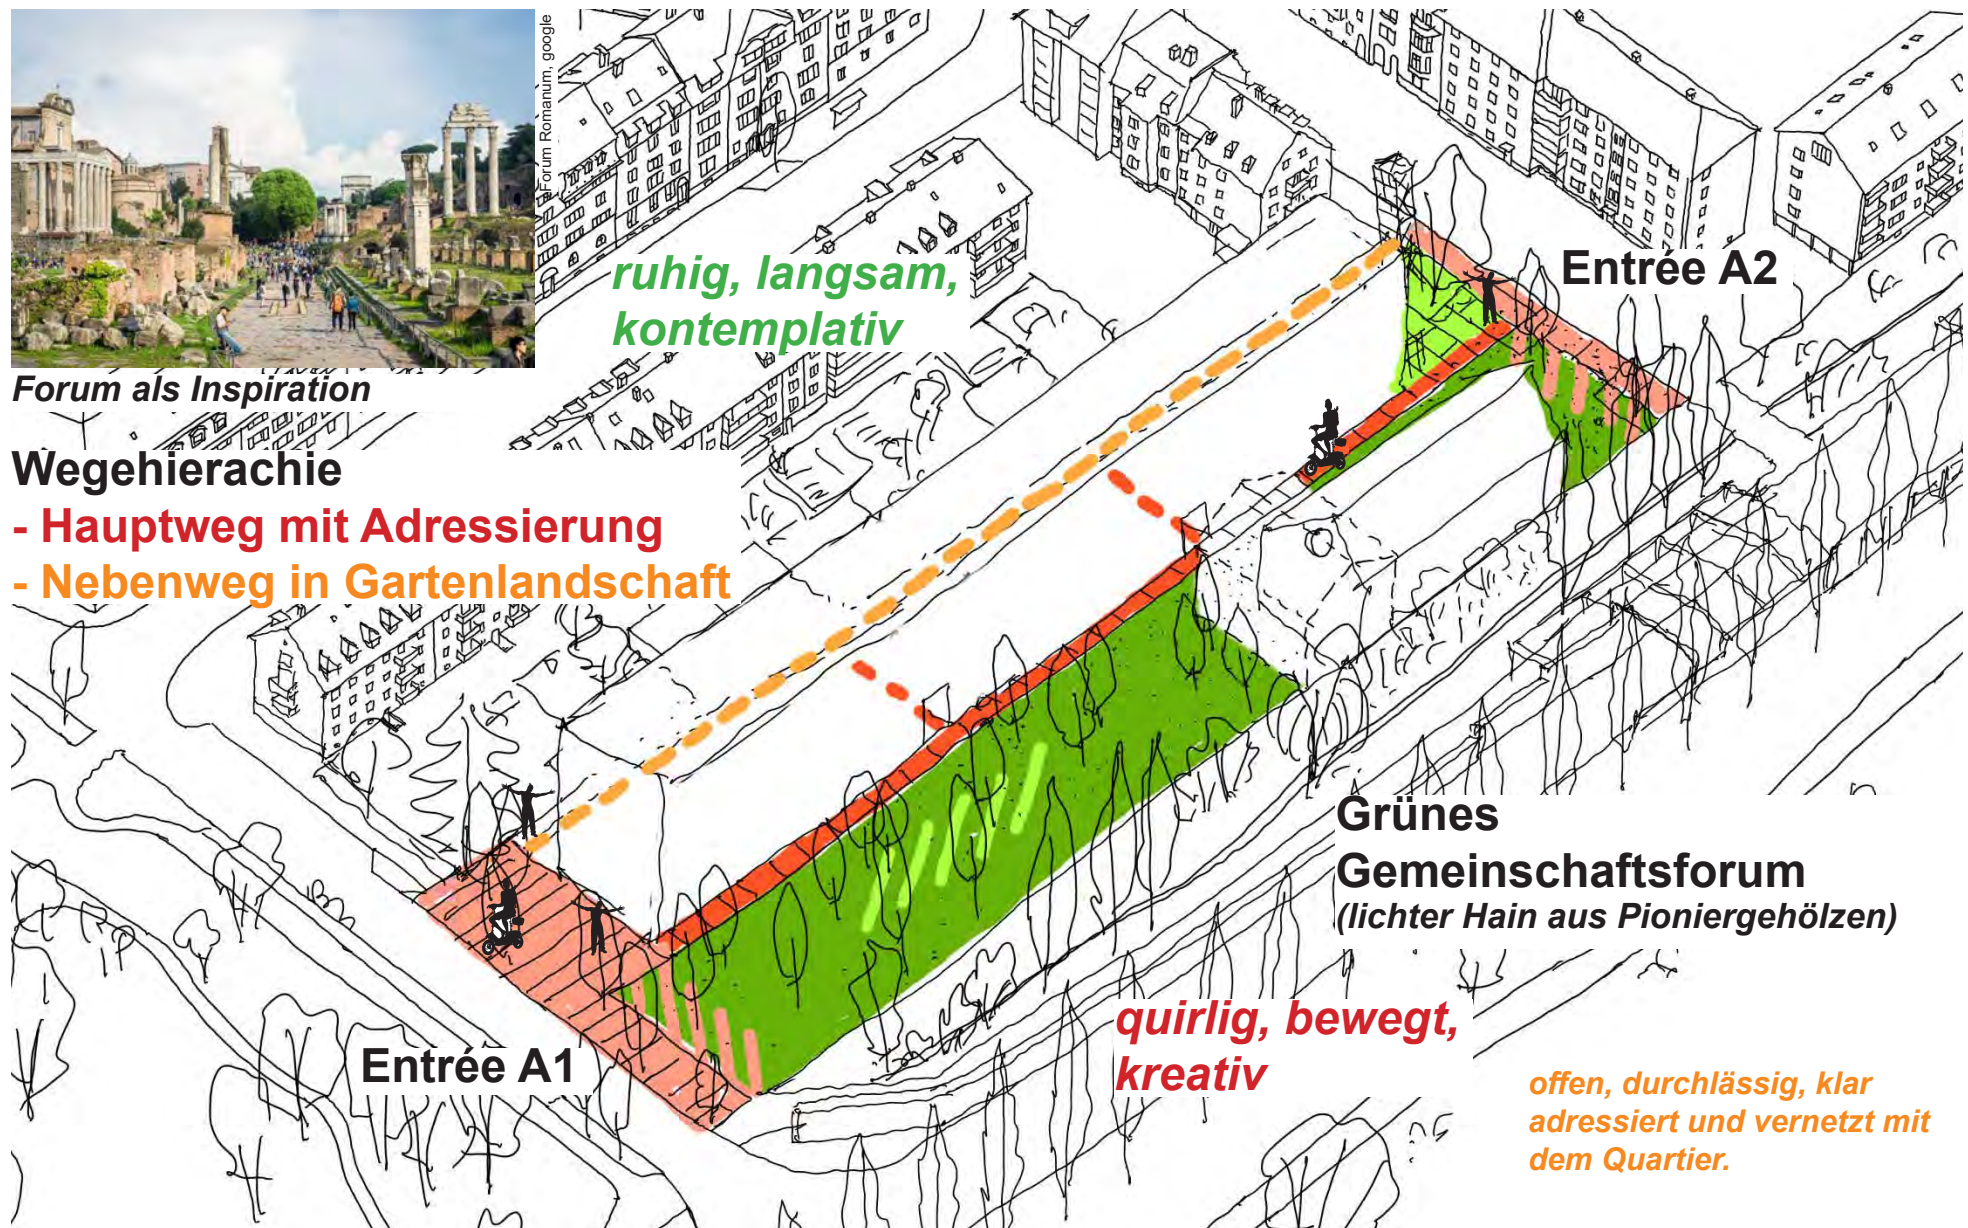 Forum Romanum, google
Forum als Inspiration
ruhig, langsam,
kontemplativ
Entrée A2
Wegehierachie
- Hauptweg mit Adressierung
- Nebenweg in Gartenlandschaft
Grünes
Gemeinschaftsforum
(lichter Hain aus Pioniergehölzen)
quirlig, bewegt,
kreativ
Entrée A1
offen, durchlässig, klar
adressiert und vernetzt mit
dem Quartier.